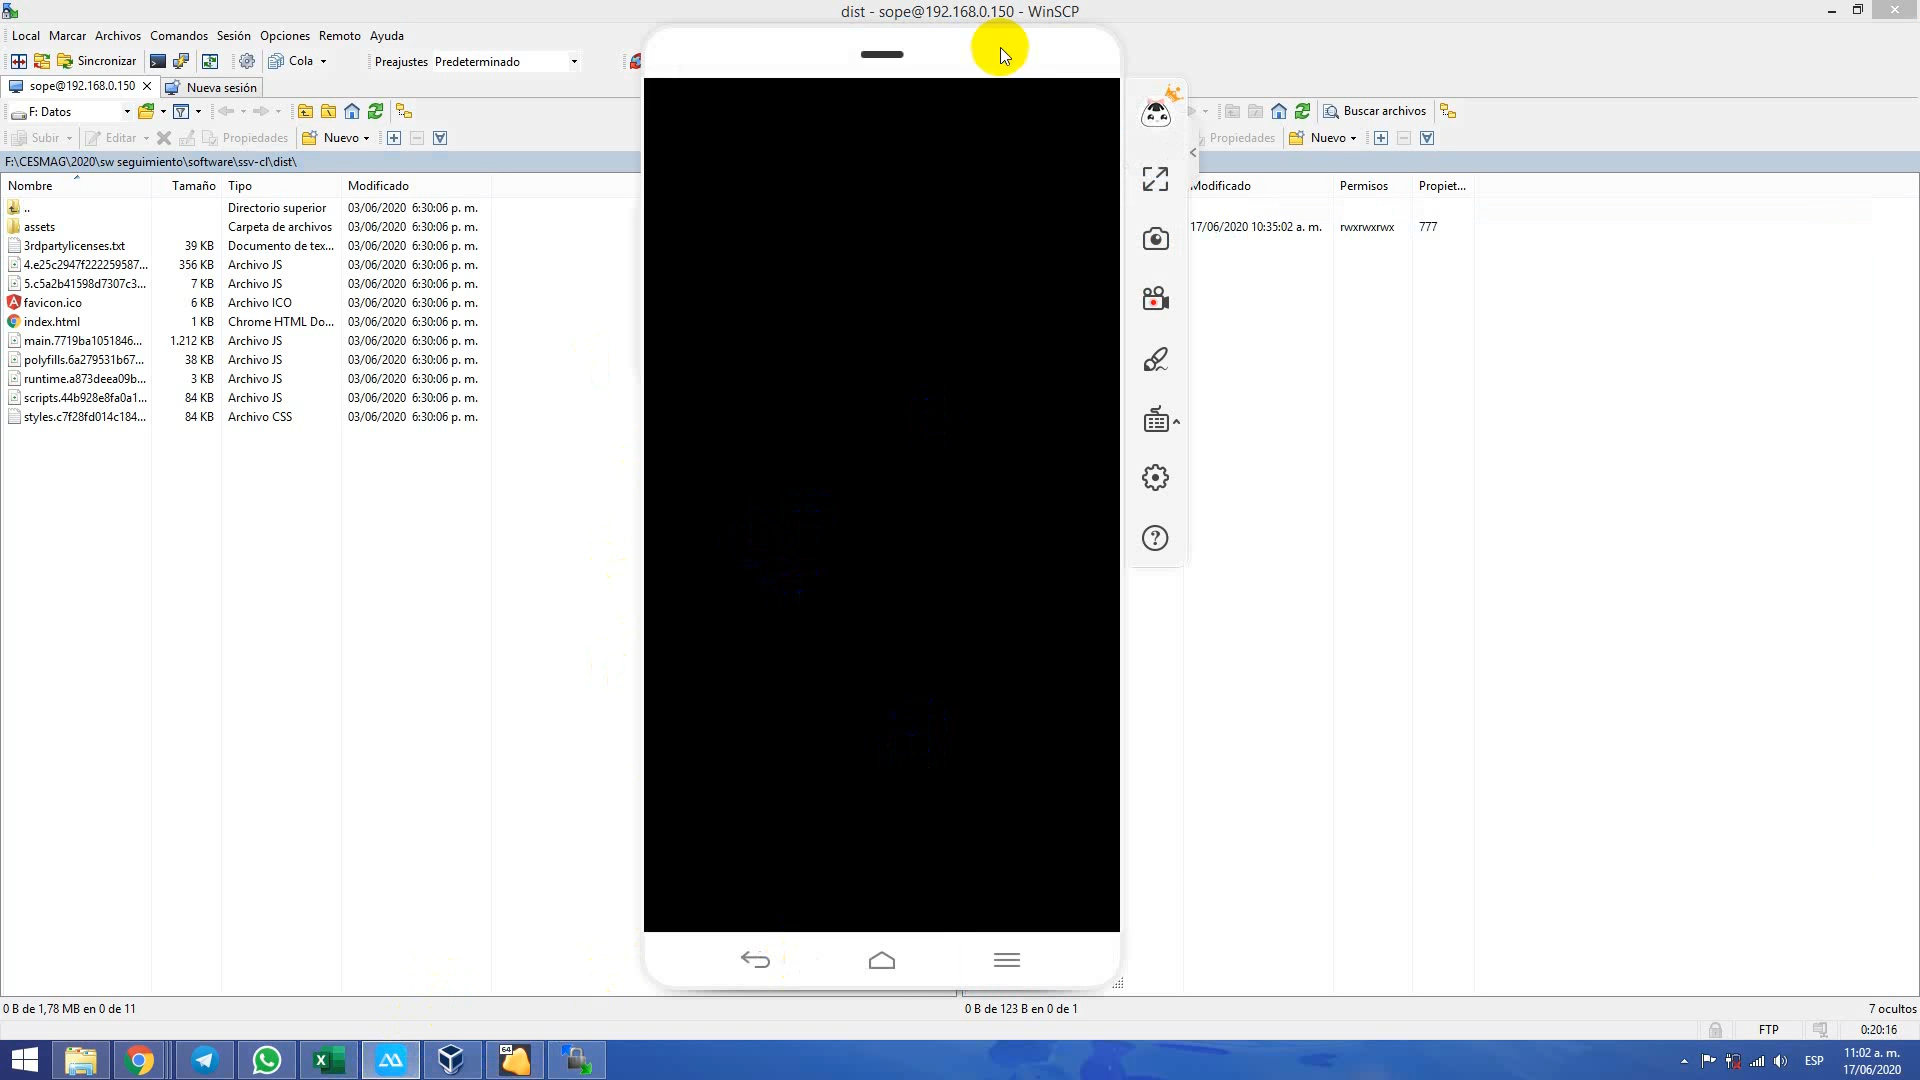 dist - sope@192.168.0.150 - WinSCP
Local Marcar Archivos Comandos Sesión Opciones Remoto Ayuda
Sincronizar Cola Preajustes Predeterminado
sope@192.168.0.150 Nueva sesión
F: Datos Buscar archivos
Subir Editar Propiedades Nuevo Propiedades Nuevo
F:\CESMAG\2020\sw seguimiento\software\ssv-cl\dist\
Nombre Tamaño Tipo Modificado Modificado Permisos Propiet...
.. Directorio superior 03/06/2020 6:30:06 p. m.
assets Carpeta de archivos 03/06/2020 6:30:06 p. m. 17/06/2020 10:35:02 a. m. rwxrwxrwx 777
3rdpartylicenses.txt 39 KB Documento de tex... 03/06/2020 6:30:06 p. m.
4.e25c2947f222259587... 356 KB Archivo JS 03/06/2020 6:30:06 p. m.
5.c5a2b41598d7307c3... 7 KB Archivo JS 03/06/2020 6:30:06 p. m.
favicon.ico 6 KB Archivo ICO 03/06/2020 6:30:06 p. m.
index.html 1 KB Chrome HTML Do... 03/06/2020 6:30:06 p. m.
main.7719ba1051846... 1.212 KB Archivo JS 03/06/2020 6:30:06 p. m.
polyfills.6a279531b67... 38 KB Archivo JS 03/06/2020 6:30:06 p. m.
runtime.a873deea09b... 3 KB Archivo JS 03/06/2020 6:30:06 p. m.
scripts.44b928e8fa0a1... 84 KB Archivo JS 03/06/2020 6:30:06 p. m.
styles.c7f28fd014c184... 84 KB Archivo CSS 03/06/2020 6:30:06 p. m.
0 B de 1,78 MB en 0 de 11 0 B de 123 B en 0 de 1 7 ocultos
FTP 0:20:16
64
ESP 11:02 a. m.
17/06/2020